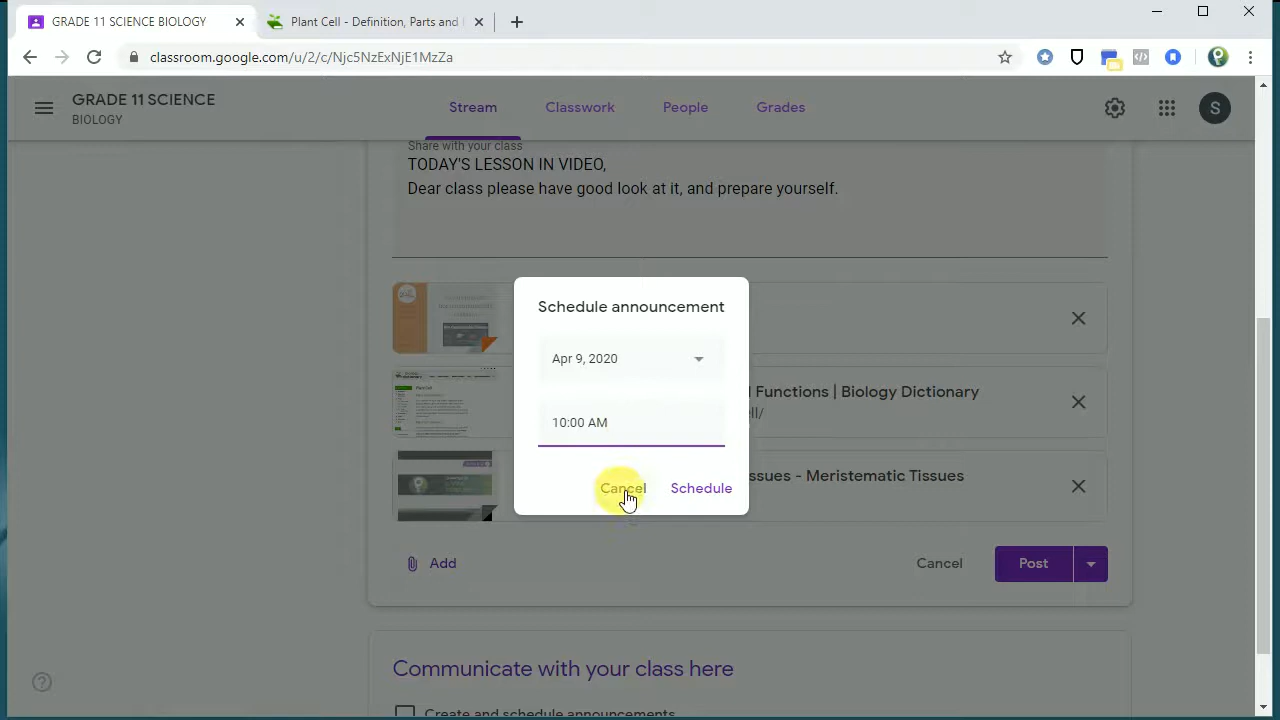 GRADE 11 SCIENCE BIOLOGY
Plant Cell - Definition, Parts and
classroom.google.com/u/2/c/Njc5NzExNjE1MzZa
GRADE 11 SCIENCE
BIOLOGY
Stream
Classwork
People
Grades
S
Share with your class
TODAY'S LESSON IN VIDEO,
Dear class please have good look at it, and prepare yourself.
Schedule announcement
Apr 9, 2020
10:00 AM
Cancel
Schedule
Functions | Biology Dictionary
ll/
ssues - Meristematic Tissues
Add
Cancel
Post
Communicate with your class here
Create and schedule announcements